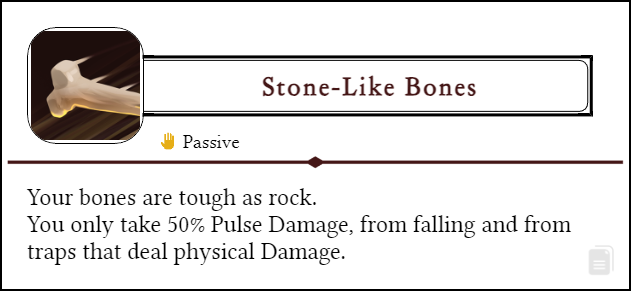 Stone-Like Bones
Passive
Your bones are tough as rock.
You only take 50% Pulse Damage, from falling and from
traps that deal physical Damage.